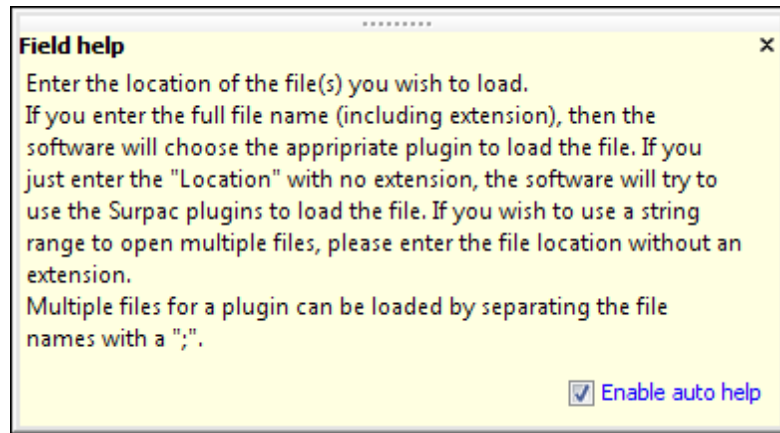 Field help
Enter the location of the file(s) you wish to load.
If you enter the full file name (including extension), then the
software will choose the appripriate plugin to load the file. If you
just enter the "Location" with no extension, the software will try to
use the Surpac plugins to load the file. If you wish to use a string
range to open multiple files, please enter the file location without an
extension.
Multiple files for a plugin can be loaded by separating the file
names with a ";".
Enable auto help